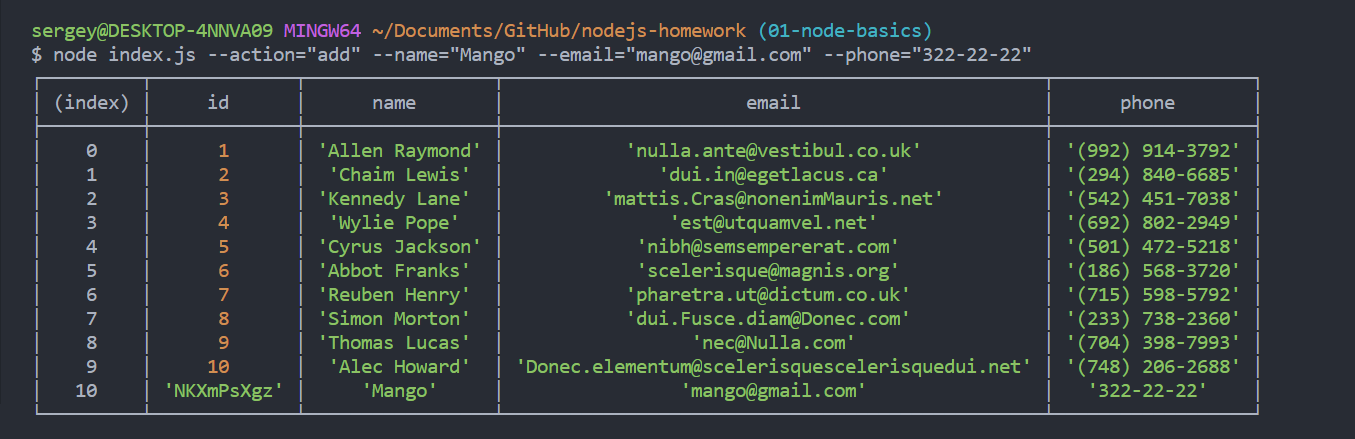 sergey@DESKTOP-4NNVA09 MINGW64 ~/Documents/GitHub/nodejs-homework (01-node-basics)
$ node index.js --action="add" --name="Mango" --email="mango@gmail.com" --phone="322-22-22"
(index) id name email phone
0 1 'Allen Raymond' 'nulla.ante@vestibul.co.uk' '(992) 914-3792'
1 2 'Chaim Lewis' 'dui.in@egetlacus.ca' '(294) 840-6685'
2 3 'Kennedy Lane' 'mattis.Cras@nonenimMauris.net' '(542) 451-7038'
3 4 'Wylie Pope' 'est@utquamvel.net' '(692) 802-2949'
4 5 'Cyrus Jackson' 'nibh@semsempererat.com' '(501) 472-5218'
5 6 'Abbot Franks' 'scelerisque@magnis.org' '(186) 568-3720'
6 7 'Reuben Henry' 'pharetra.ut@dictum.co.uk' '(715) 598-5792'
7 8 'Simon Morton' 'dui.Fusce.diam@Donec.com' '(233) 738-2360'
8 9 'Thomas Lucas' 'nec@Nulla.com' '(704) 398-7993'
9 10 'Alec Howard' 'Donec.elementum@scelerisquescelerisquedui.net' '(748) 206-2688'
10 'NKXmPsXgz' 'Mango' 'mango@gmail.com' '322-22-22'